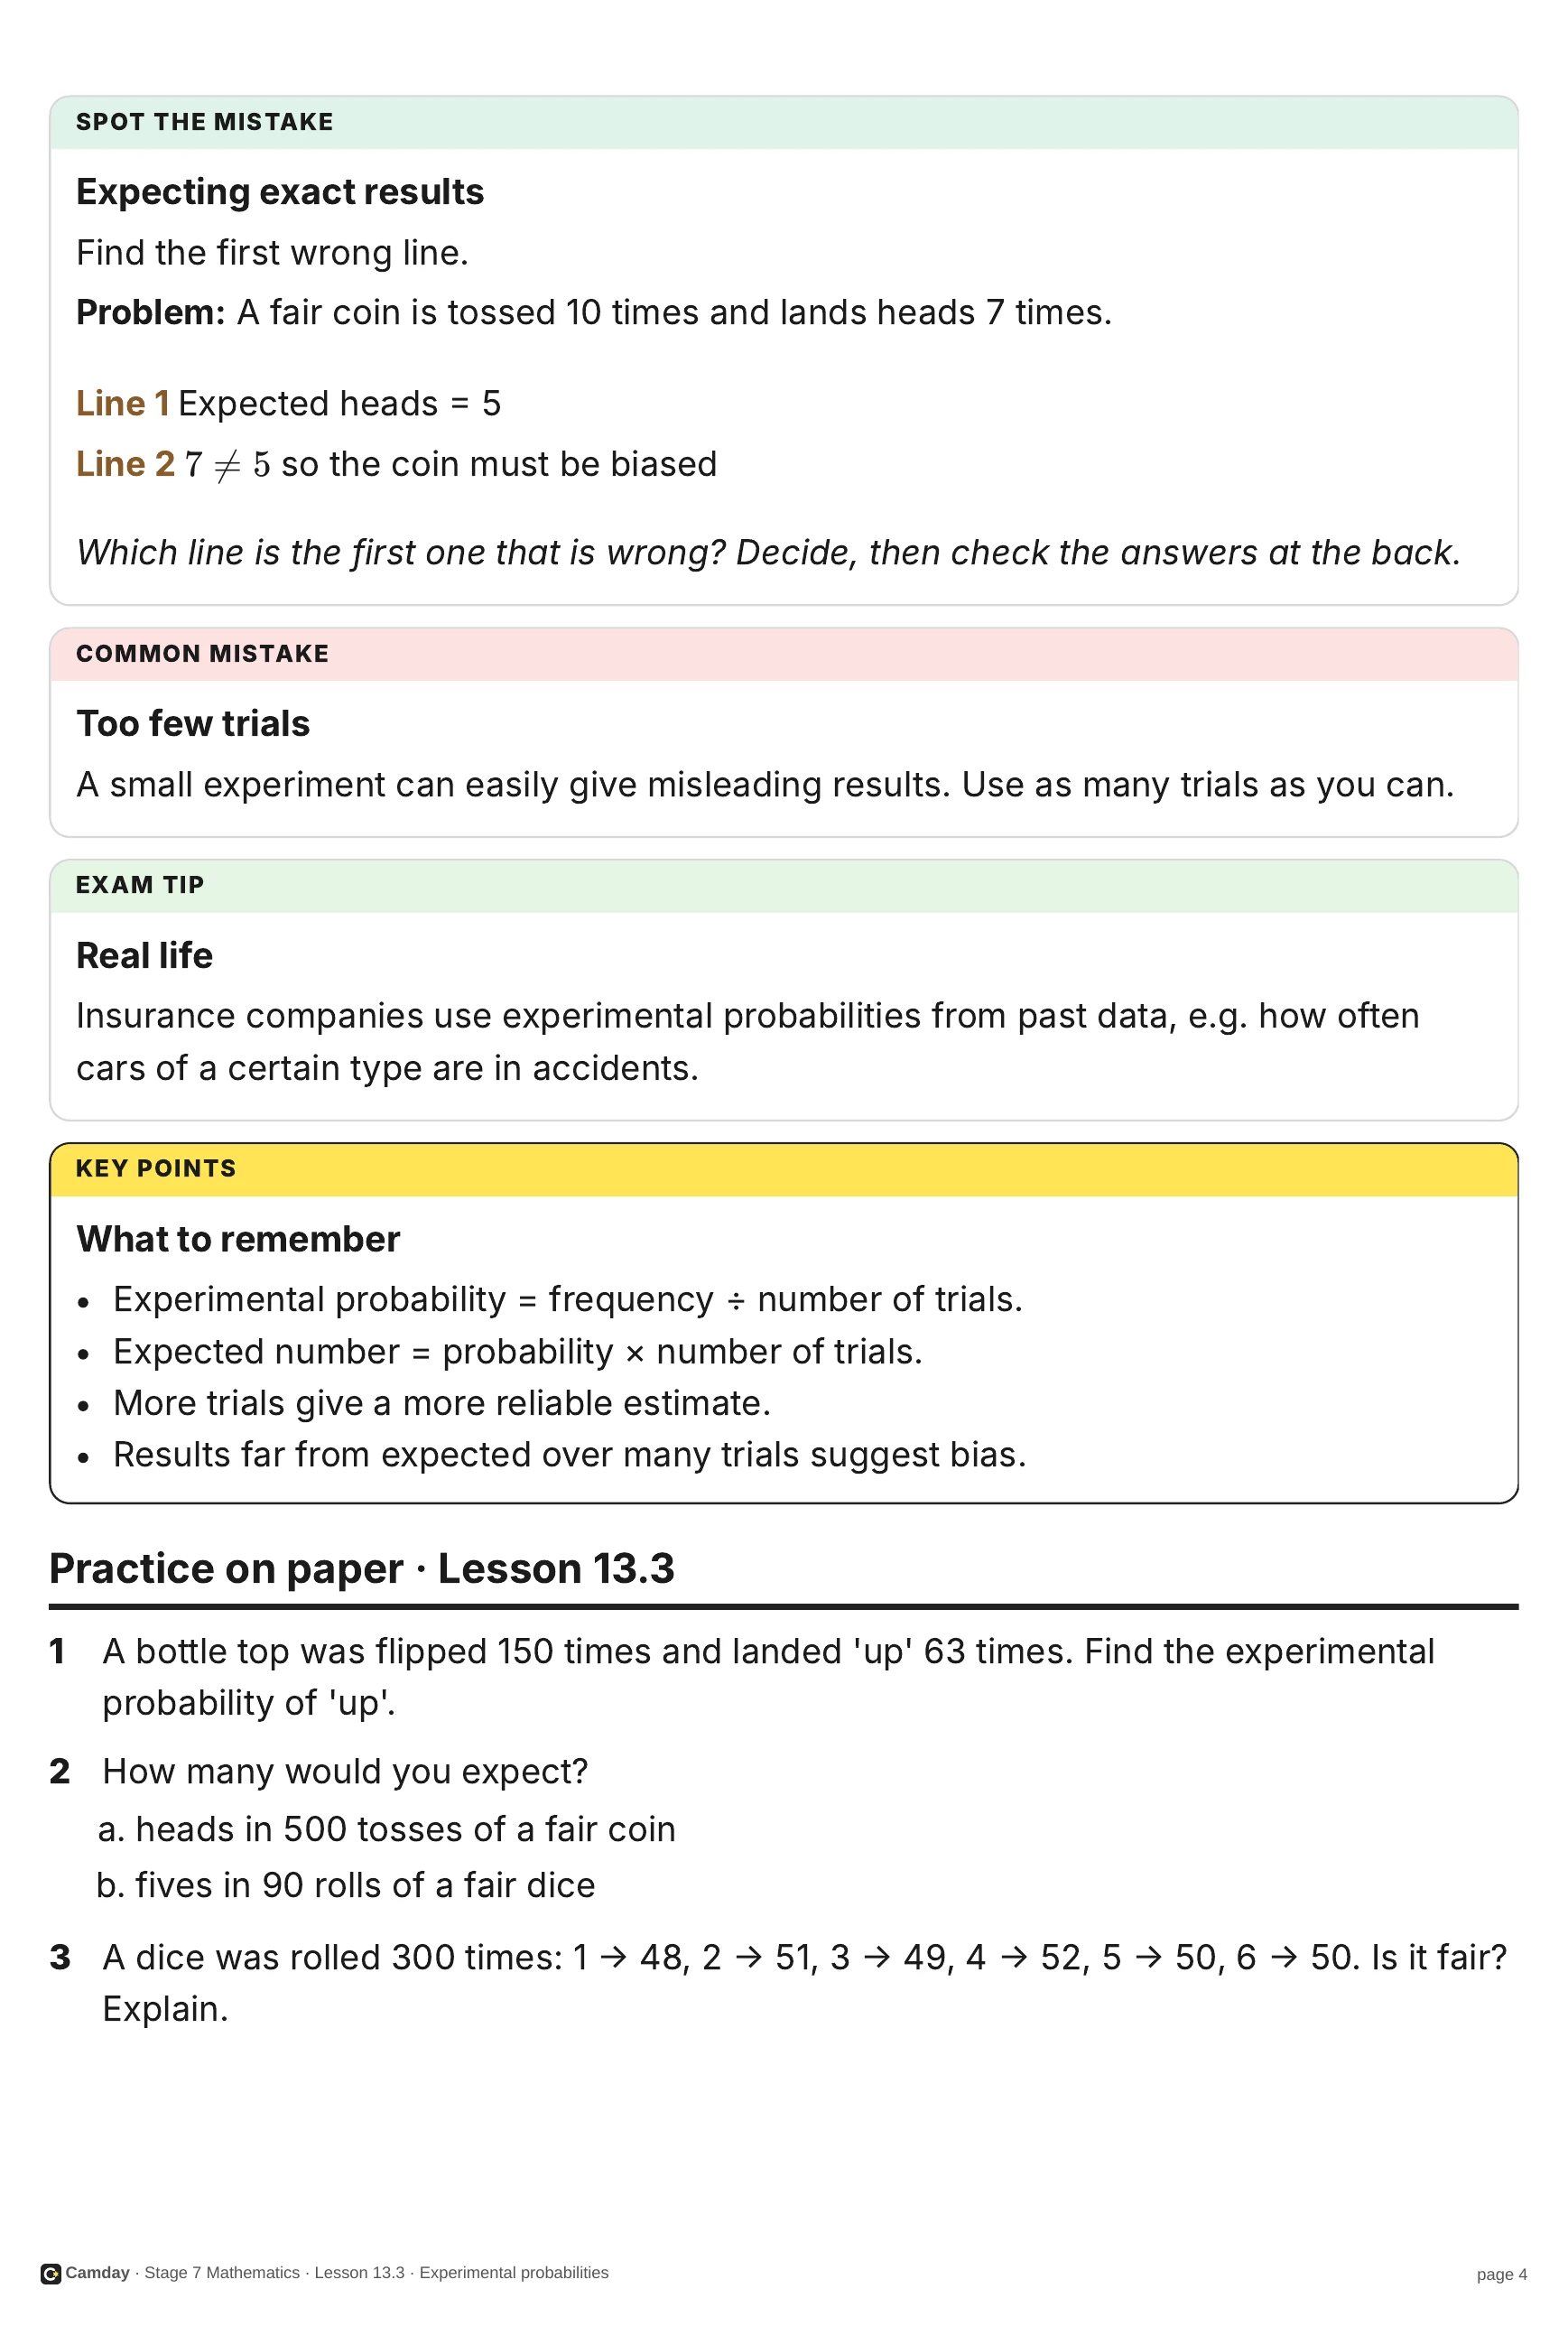 SPOT THE MISTAKE
Expecting exact results
Find the first wrong line.
Problem: A fair coin is tossed 10 times and lands heads 7 times.
Line 1 Expected heads = 5
Line 2 7 ≠ 5 so the coin must be biased
Which line is the first one that is wrong? Decide, then check the answers at the back.
COMMON MISTAKE
Too few trials
A small experiment can easily give misleading results. Use as many trials as you can.
EXAM TIP
Real life
Insurance companies use experimental probabilities from past data, e.g. how often
cars of a certain type are in accidents.
KEY POINTS
What to remember
• Experimental probability = frequency ÷ number of trials.
• Expected number = probability × number of trials.
• More trials give a more reliable estimate.
• Results far from expected over many trials suggest bias.
Practice on paper · Lesson 13.3
1 A bottle top was flipped 150 times and landed 'up' 63 times. Find the experimental
probability of 'up'.
2 How many would you expect?
a. heads in 500 tosses of a fair coin
b. fives in 90 rolls of a fair dice
3 A dice was rolled 300 times: 1 → 48, 2 → 51, 3 → 49, 4 → 52, 5 → 50, 6 → 50. Is it fair?
Explain.
Camday · Stage 7 Mathematics · Lesson 13.3 · Experimental probabilities
page 4